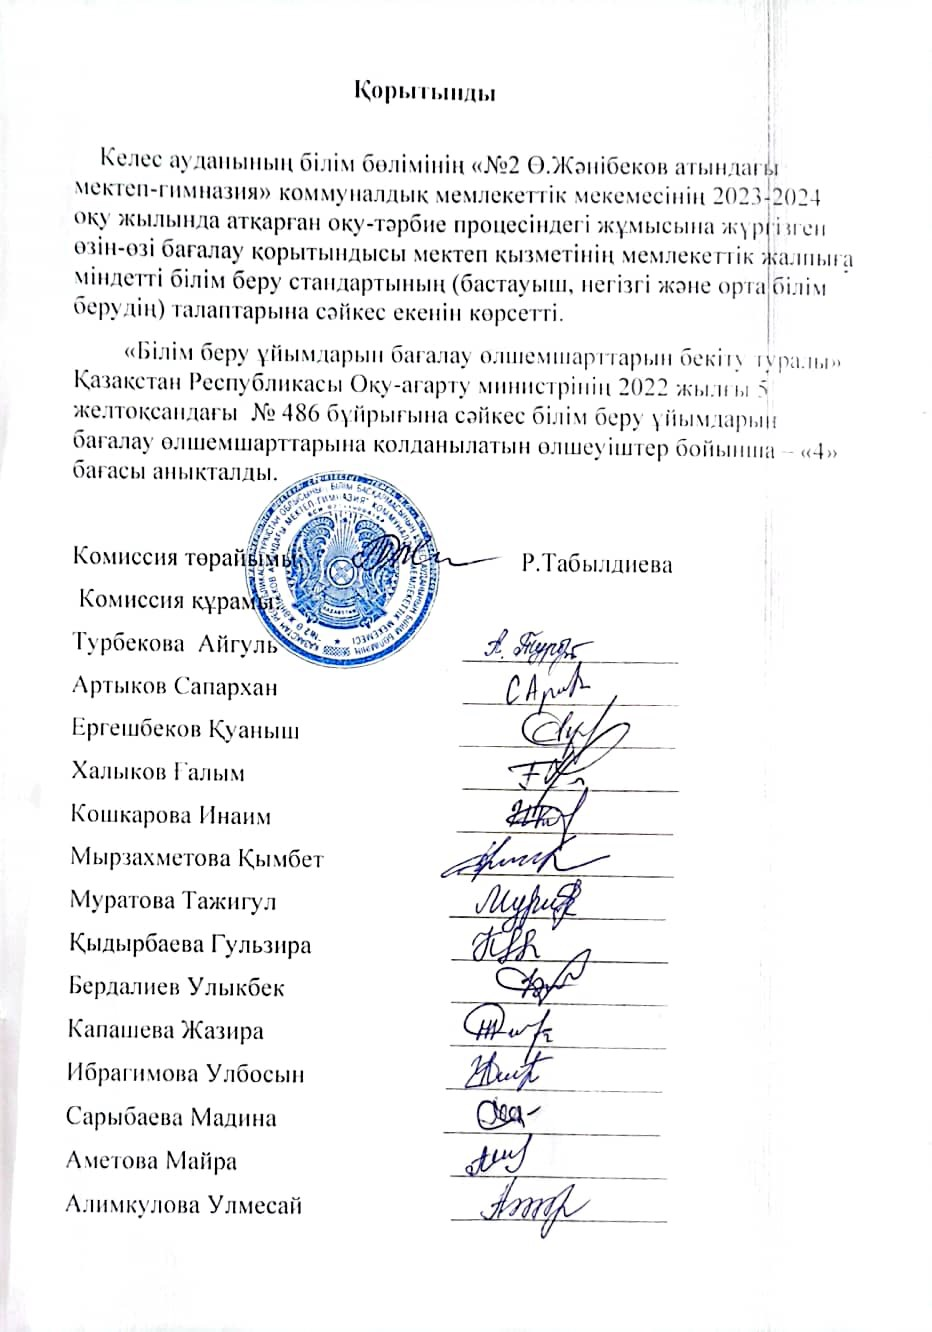 Қорытынды
Келес ауданының білім бөлімінің «№2 Ө.Жәнібеков атындағы
мектеп-гимназия» коммуналдық мемлекеттік мекемесінің 2023-2024
оқу жылында атқарған оқу-тәрбие процесіндегі жұмысына жүргізген
өзін-өзі бағалау қорытындысы мектеп қызметінің мемлекеттік жалпыға
міндетті білім беру стандартының (бастауыш, негізгі және орта білім
берудің) талаптарына сәйкес екенін көрсетті.
«Білім беру ұйымдарын бағалау өлшемшарттарын бекіту туралы»
Қазақстан Республикасы Оқу-ағарту министрінің 2022 жылғы 5
желтоқсандағы № 486 бұйрығына сәйкес білім беру ұйымдарын
бағалау өлшемшарттарына қолданылатын өлшеуіштер бойынша – «4»
бағасы анықталды.
Комиссия төрайымы: Р.Табылдиева
Комиссия құрамы:
Турбекова Айгуль
Артыков Сапархан
Ергешбеков Қуаныш
Халыков Ғалым
Кошкарова Инаим
Мырзахметова Қымбет
Муратова Тажигул
Қыдырбаева Гульзира
Бердалиев Улыкбек
Капашева Жазира
Ибрагимова Улбосын
Сарыбаева Мадина
Аметова Майра
Алимкулова Улмесай